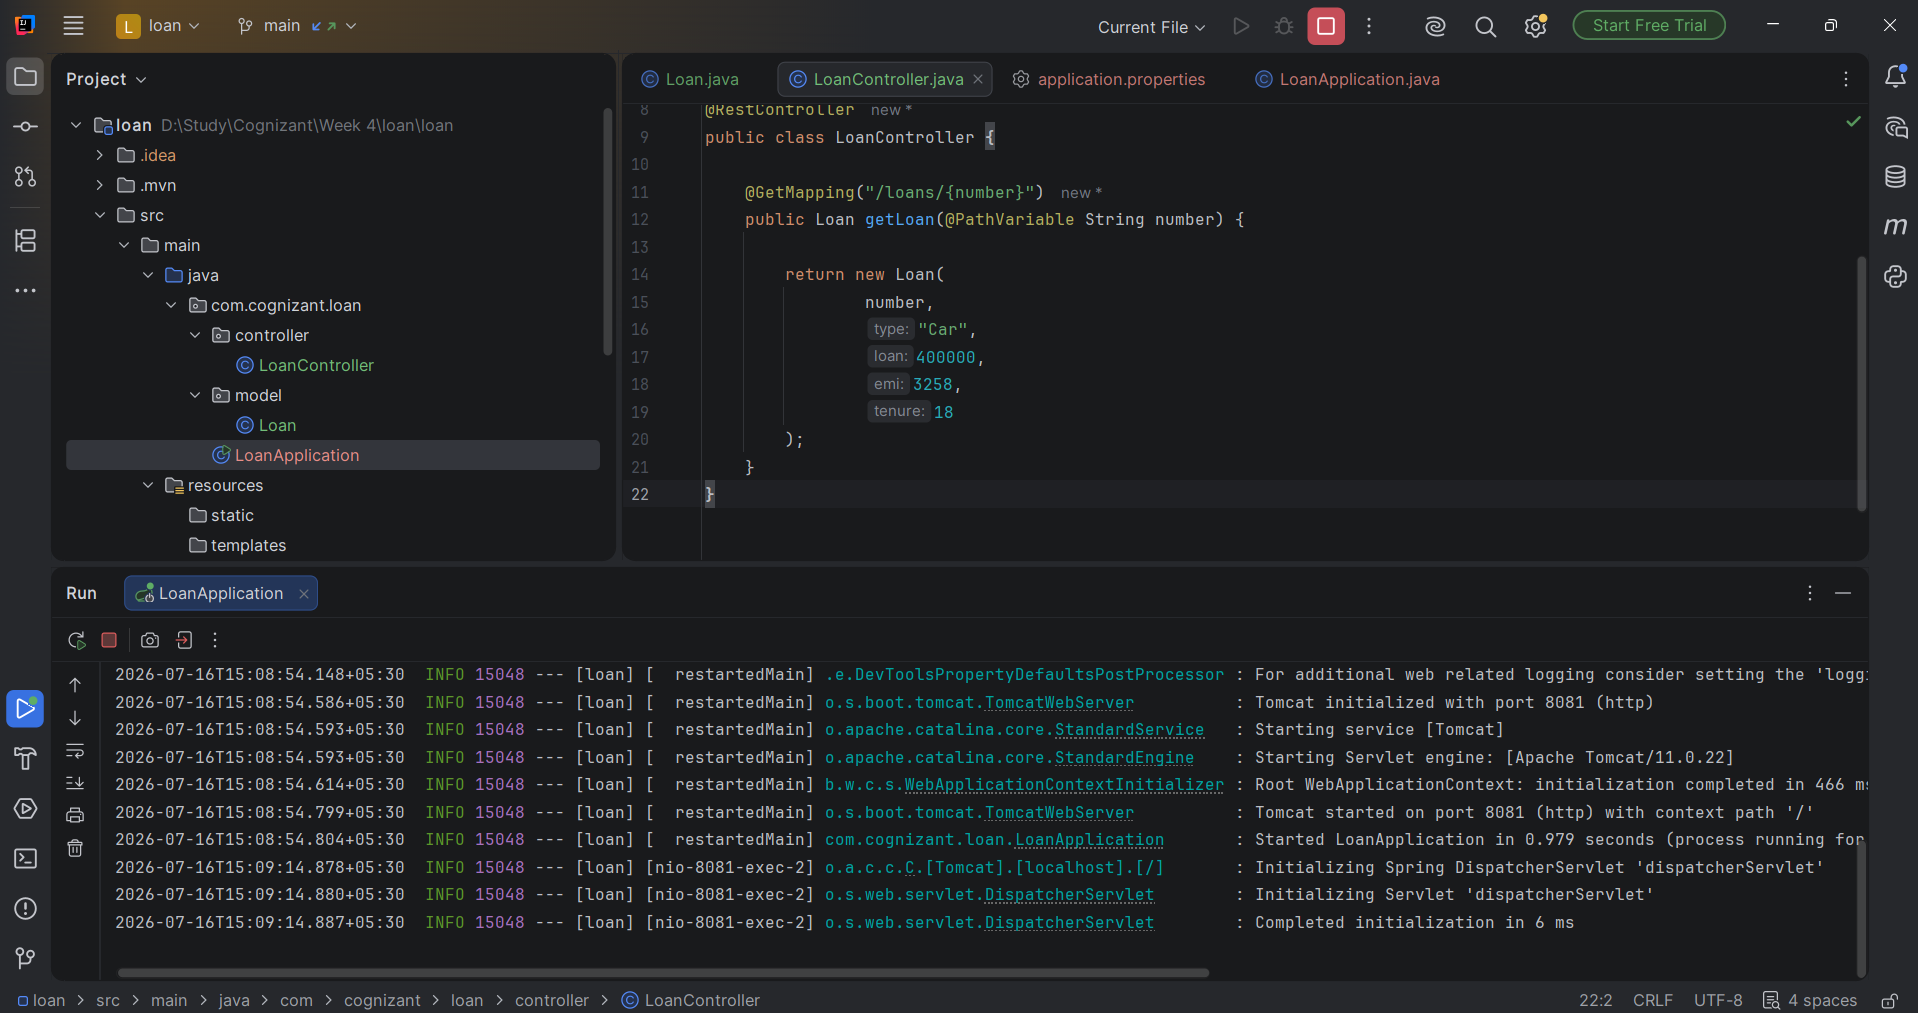 L loan main Current File Start Free Trial
Project
loan D:\Study\Cognizant\Week 4\loan\loan
.idea
.mvn
src
main
java
com.cognizant.loan
controller
LoanController
model
Loan
LoanApplication
resources
static
templates
Loan.java LoanController.java application.properties LoanApplication.java
8 @RestController new *
9 public class LoanController {
10
11 @GetMapping("/loans/{number}") new *
12 public Loan getLoan(@PathVariable String number) {
13
14 return new Loan(
15 number,
16 type: "Car",
17 loan: 400000,
18 emi: 3258,
19 tenure: 18
20 );
21 }
22 }
Run LoanApplication
2026-07-16T15:08:54.148+05:30 INFO 15048 --- [loan] [ restartedMain] .e.DevToolsPropertyDefaultsPostProcessor : For additional web related logging consider setting the 'loggi
2026-07-16T15:08:54.586+05:30 INFO 15048 --- [loan] [ restartedMain] o.s.boot.tomcat.TomcatWebServer : Tomcat initialized with port 8081 (http)
2026-07-16T15:08:54.593+05:30 INFO 15048 --- [loan] [ restartedMain] o.apache.catalina.core.StandardService : Starting service [Tomcat]
2026-07-16T15:08:54.593+05:30 INFO 15048 --- [loan] [ restartedMain] o.apache.catalina.core.StandardEngine : Starting Servlet engine: [Apache Tomcat/11.0.22]
2026-07-16T15:08:54.614+05:30 INFO 15048 --- [loan] [ restartedMain] b.w.c.s.WebApplicationContextInitializer : Root WebApplicationContext: initialization completed in 466 ms
2026-07-16T15:08:54.799+05:30 INFO 15048 --- [loan] [ restartedMain] o.s.boot.tomcat.TomcatWebServer : Tomcat started on port 8081 (http) with context path '/'
2026-07-16T15:08:54.804+05:30 INFO 15048 --- [loan] [ restartedMain] com.cognizant.loan.LoanApplication : Started LoanApplication in 0.979 seconds (process running for
2026-07-16T15:09:14.878+05:30 INFO 15048 --- [loan] [nio-8081-exec-2] o.a.c.c.C.[Tomcat].[localhost].[/] : Initializing Spring DispatcherServlet 'dispatcherServlet'
2026-07-16T15:09:14.880+05:30 INFO 15048 --- [loan] [nio-8081-exec-2] o.s.web.servlet.DispatcherServlet : Initializing Servlet 'dispatcherServlet'
2026-07-16T15:09:14.887+05:30 INFO 15048 --- [loan] [nio-8081-exec-2] o.s.web.servlet.DispatcherServlet : Completed initialization in 6 ms
loan > src > main > java > com > cognizant > loan > controller > LoanController 22:2 CRLF UTF-8 4 spaces